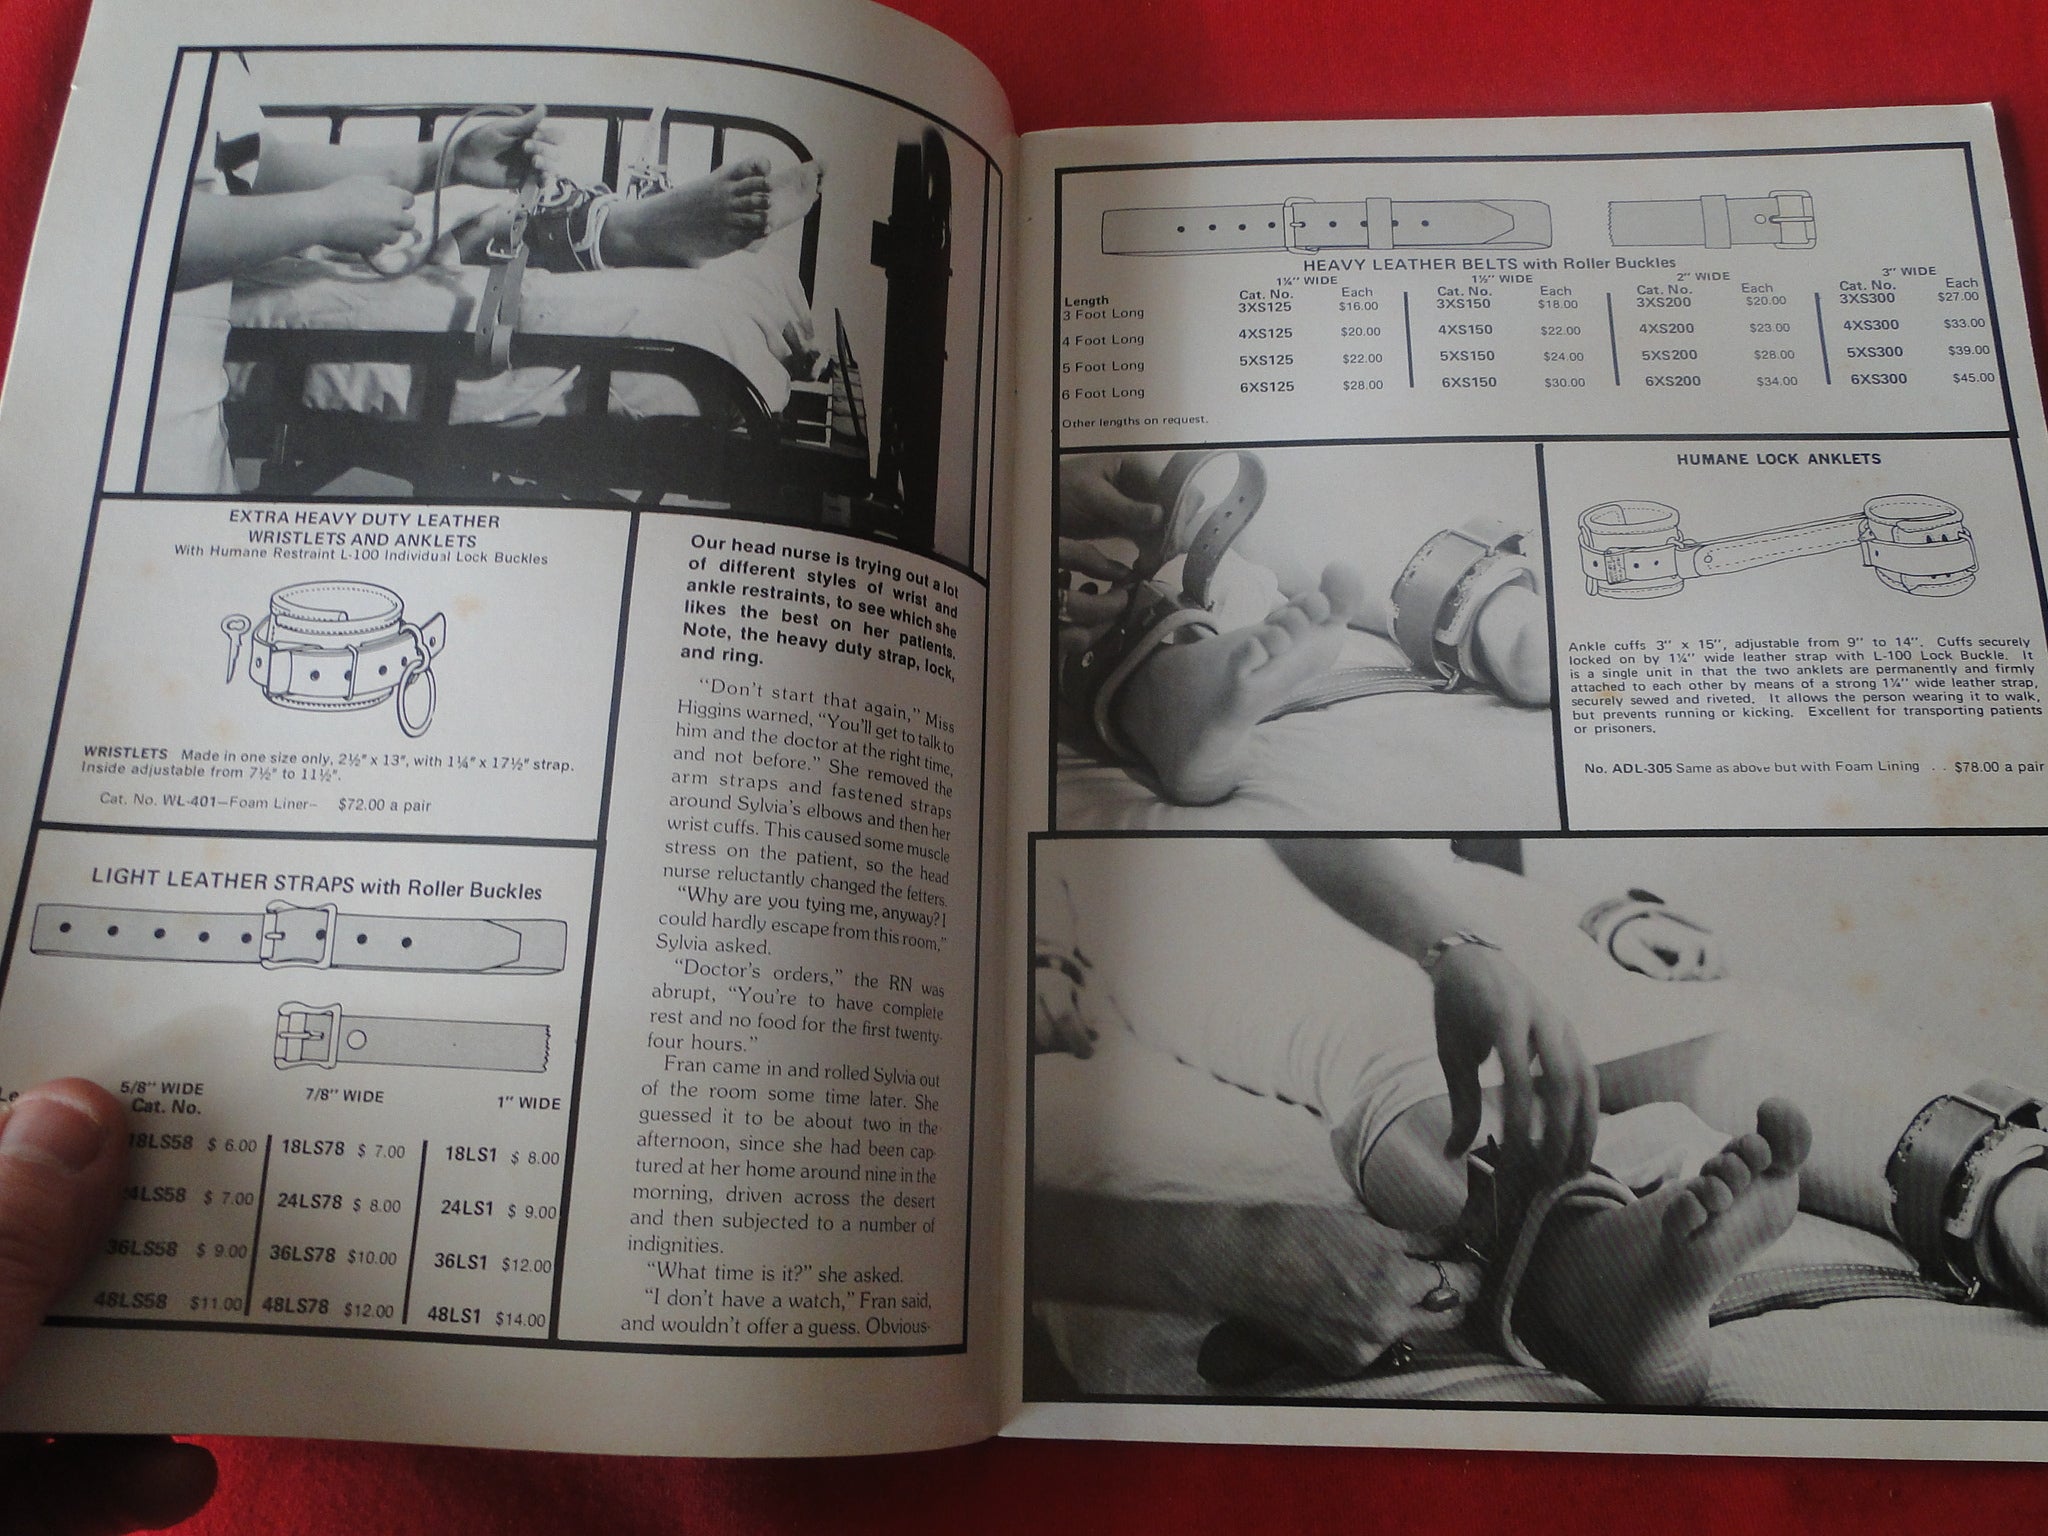 EXTRA HEAVY DUTY LEATHER
WRISTLETS AND ANKLETS
With Humane Restraint L-100 Individual Lock Buckles
WRISTLETS Made in one size only, 2½" x 13", with 1¼" x 17½" strap.
Inside adjustable from 7½" to 11½".
Cat. No. WL-401—Foam Liner— $72.00 a pair
LIGHT LEATHER STRAPS with Roller Buckles
5/8" WIDE 7/8" WIDE 1" WIDE
Cat. No.
18LS58 $ 6.00 18LS78 $ 7.00 18LS1 $ 8.00
24LS58 $ 7.00 24LS78 $ 8.00 24LS1 $ 9.00
36LS58 $ 9.00 36LS78 $10.00 36LS1 $12.00
48LS58 $11.00 48LS78 $12.00 48LS1 $14.00
Our head nurse is trying out a lot
of different styles of wrist and
ankle restraints, to see which she
likes the best on her patients.
Note, the heavy duty strap, lock,
and ring.
"Don't start that again," Miss
Higgins warned, "You'll get to talk to
him and the doctor at the right time,
and not before." She removed the
arm straps and fastened straps
around Sylvia's elbows and then her
wrist cuffs. This caused some muscle
stress on the patient, so the head
nurse reluctantly changed the fetters.
"Why are you tying me, anyway? I
could hardly escape from this room,"
Sylvia asked.
"Doctor's orders," the RN was
abrupt, "You're to have complete
rest and no food for the first twenty-
four hours."
Fran came in and rolled Sylvia out
of the room some time later. She
guessed it to be about two in the
afternoon, since she had been cap-
tured at her home around nine in the
morning, driven across the desert
and then subjected to a number of
indignities.
"What time is it?" she asked.
"I don't have a watch," Fran said,
and wouldn't offer a guess. Obvious-
HEAVY LEATHER BELTS with Roller Buckles
1¼" WIDE 1½" WIDE 2" WIDE 3" WIDE
Length Cat. No. Each Cat. No. Each Cat. No. Each Cat. No. Each
3 Foot Long 3XS125 $16.00 3XS150 $18.00 3XS200 $20.00 3XS300 $27.00
4 Foot Long 4XS125 $20.00 4XS150 $22.00 4XS200 $23.00 4XS300 $33.00
5 Foot Long 5XS125 $22.00 5XS150 $24.00 5XS200 $28.00 5XS300 $39.00
6 Foot Long 6XS125 $28.00 6XS150 $30.00 6XS200 $34.00 6XS300 $45.00
Other lengths on request.
HUMANE LOCK ANKLETS
Ankle cuffs 3" x 15", adjustable from 9" to 14". Cuffs securely
locked on by 1¼" wide leather strap with L-100 Lock Buckle. It
is a single unit in that the two anklets are permanently and firmly
attached to each other by means of a strong 1¼" wide leather strap,
securely sewed and riveted. It allows the person wearing it to walk,
but prevents running or kicking. Excellent for transporting patients
or prisoners.
No. ADL-305 Same as above but with Foam Lining . . $78.00 a pair